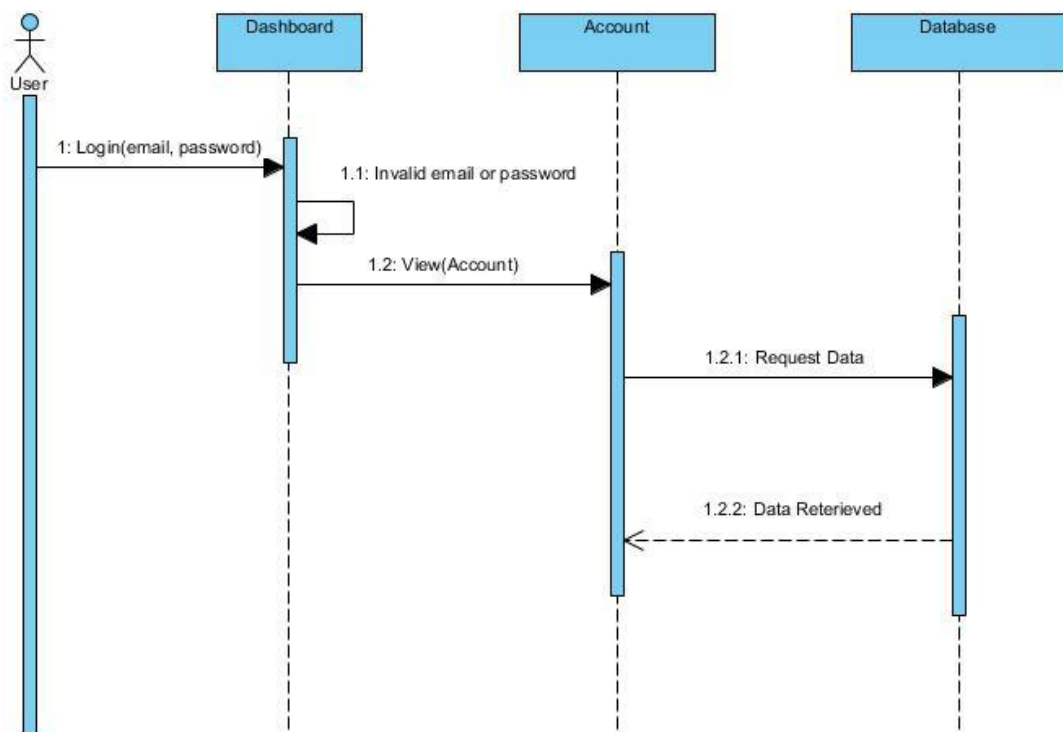 Dashboard
Account
Database
User
1: Login(email, password)
1.1: Invalid email or password
1.2: View(Account)
1.2.1: Request Data
1.2.2: Data Reterieved